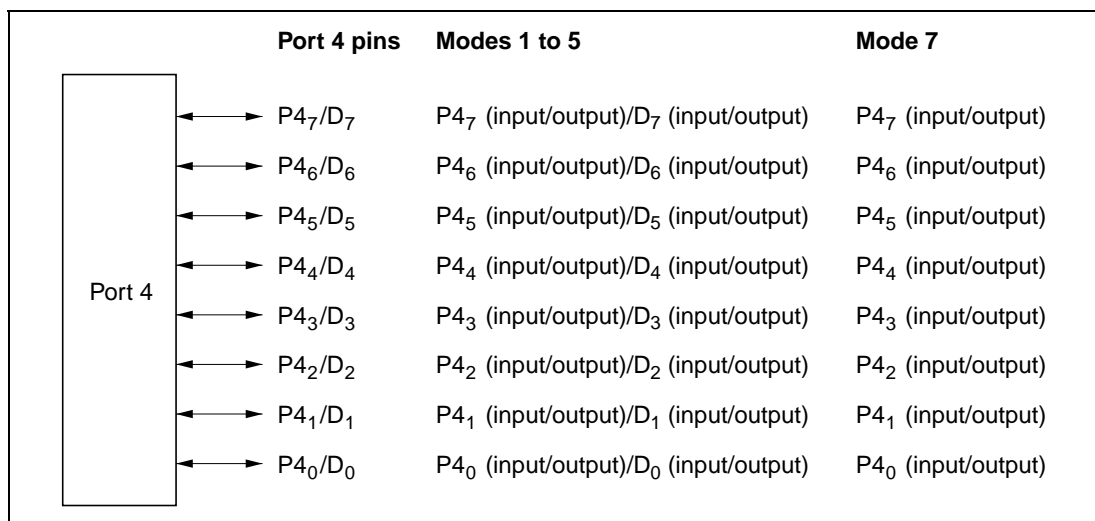 Port 4 pins Modes 1 to 5 Mode 7
P4₇/D₇ P4₇ (input/output)/D₇ (input/output) P4₇ (input/output)
P4₆/D₆ P4₆ (input/output)/D₆ (input/output) P4₆ (input/output)
P4₅/D₅ P4₅ (input/output)/D₅ (input/output) P4₅ (input/output)
P4₄/D₄ P4₄ (input/output)/D₄ (input/output) P4₄ (input/output)
Port 4
P4₃/D₃ P4₃ (input/output)/D₃ (input/output) P4₃ (input/output)
P4₂/D₂ P4₂ (input/output)/D₂ (input/output) P4₂ (input/output)
P4₁/D₁ P4₁ (input/output)/D₁ (input/output) P4₁ (input/output)
P4₀/D₀ P4₀ (input/output)/D₀ (input/output) P4₀ (input/output)